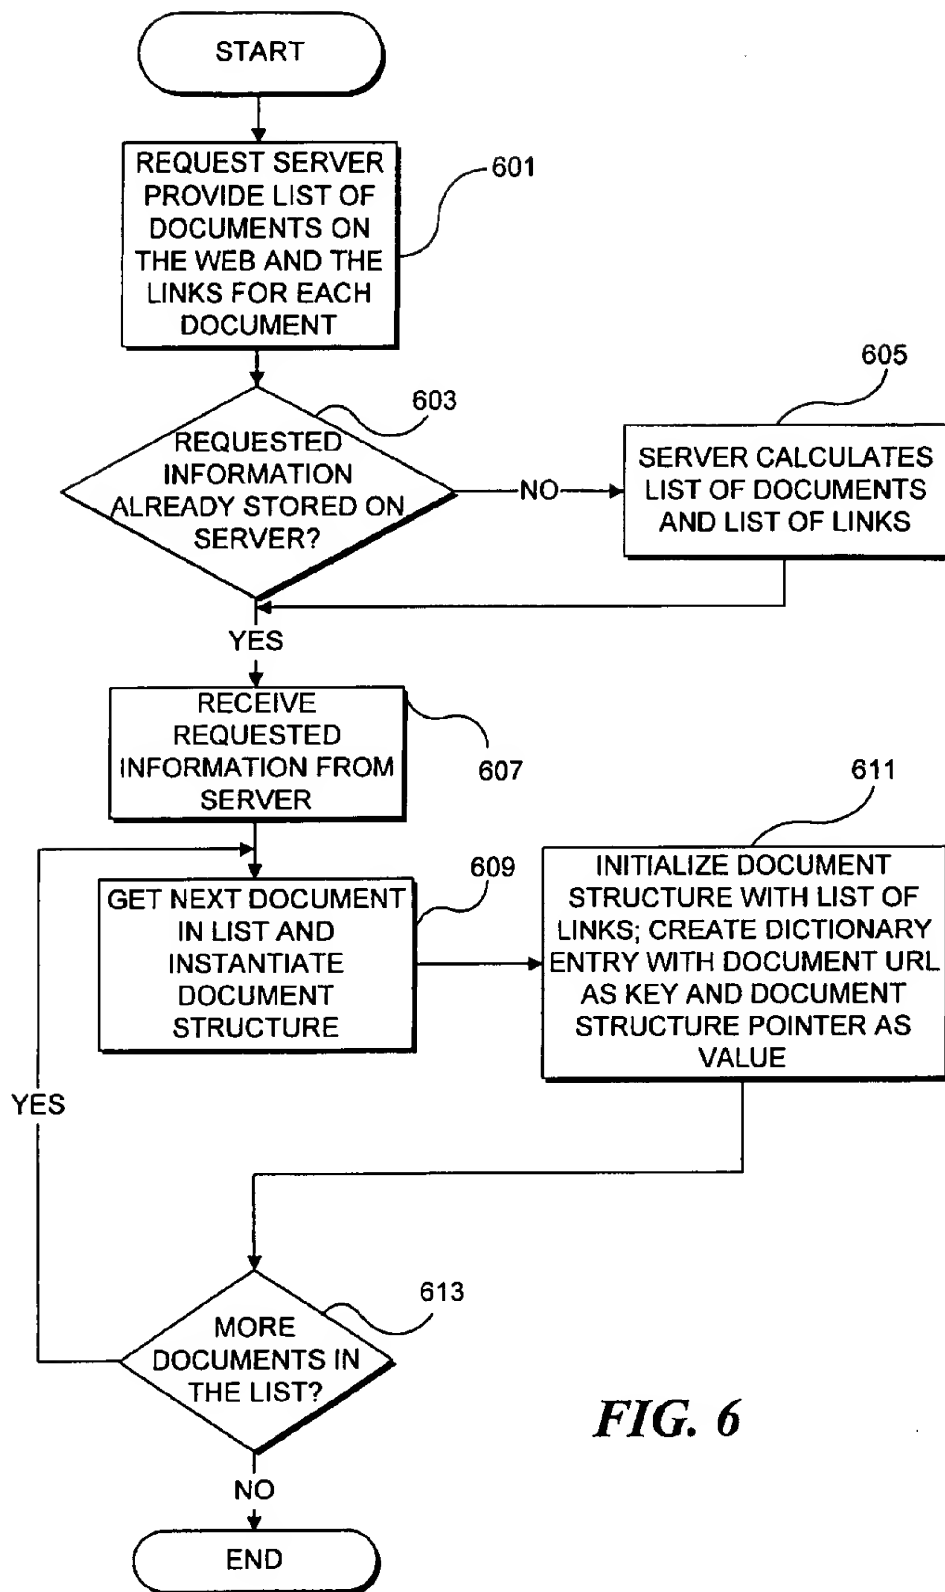 START
REQUEST SERVER
PROVIDE LIST OF
DOCUMENTS ON
THE WEB AND THE
LINKS FOR EACH
DOCUMENT
601
603
REQUESTED
INFORMATION
ALREADY STORED ON
SERVER?
NO
605
SERVER CALCULATES
LIST OF DOCUMENTS
AND LIST OF LINKS
YES
RECEIVE
REQUESTED
INFORMATION FROM
SERVER
607
GET NEXT DOCUMENT
IN LIST AND
INSTANTIATE
DOCUMENT
STRUCTURE
609
611
INITIALIZE DOCUMENT
STRUCTURE WITH LIST OF
LINKS; CREATE DICTIONARY
ENTRY WITH DOCUMENT URL
AS KEY AND DOCUMENT
STRUCTURE POINTER AS
VALUE
YES
613
MORE
DOCUMENTS IN
THE LIST?
NO
END
FIG. 6